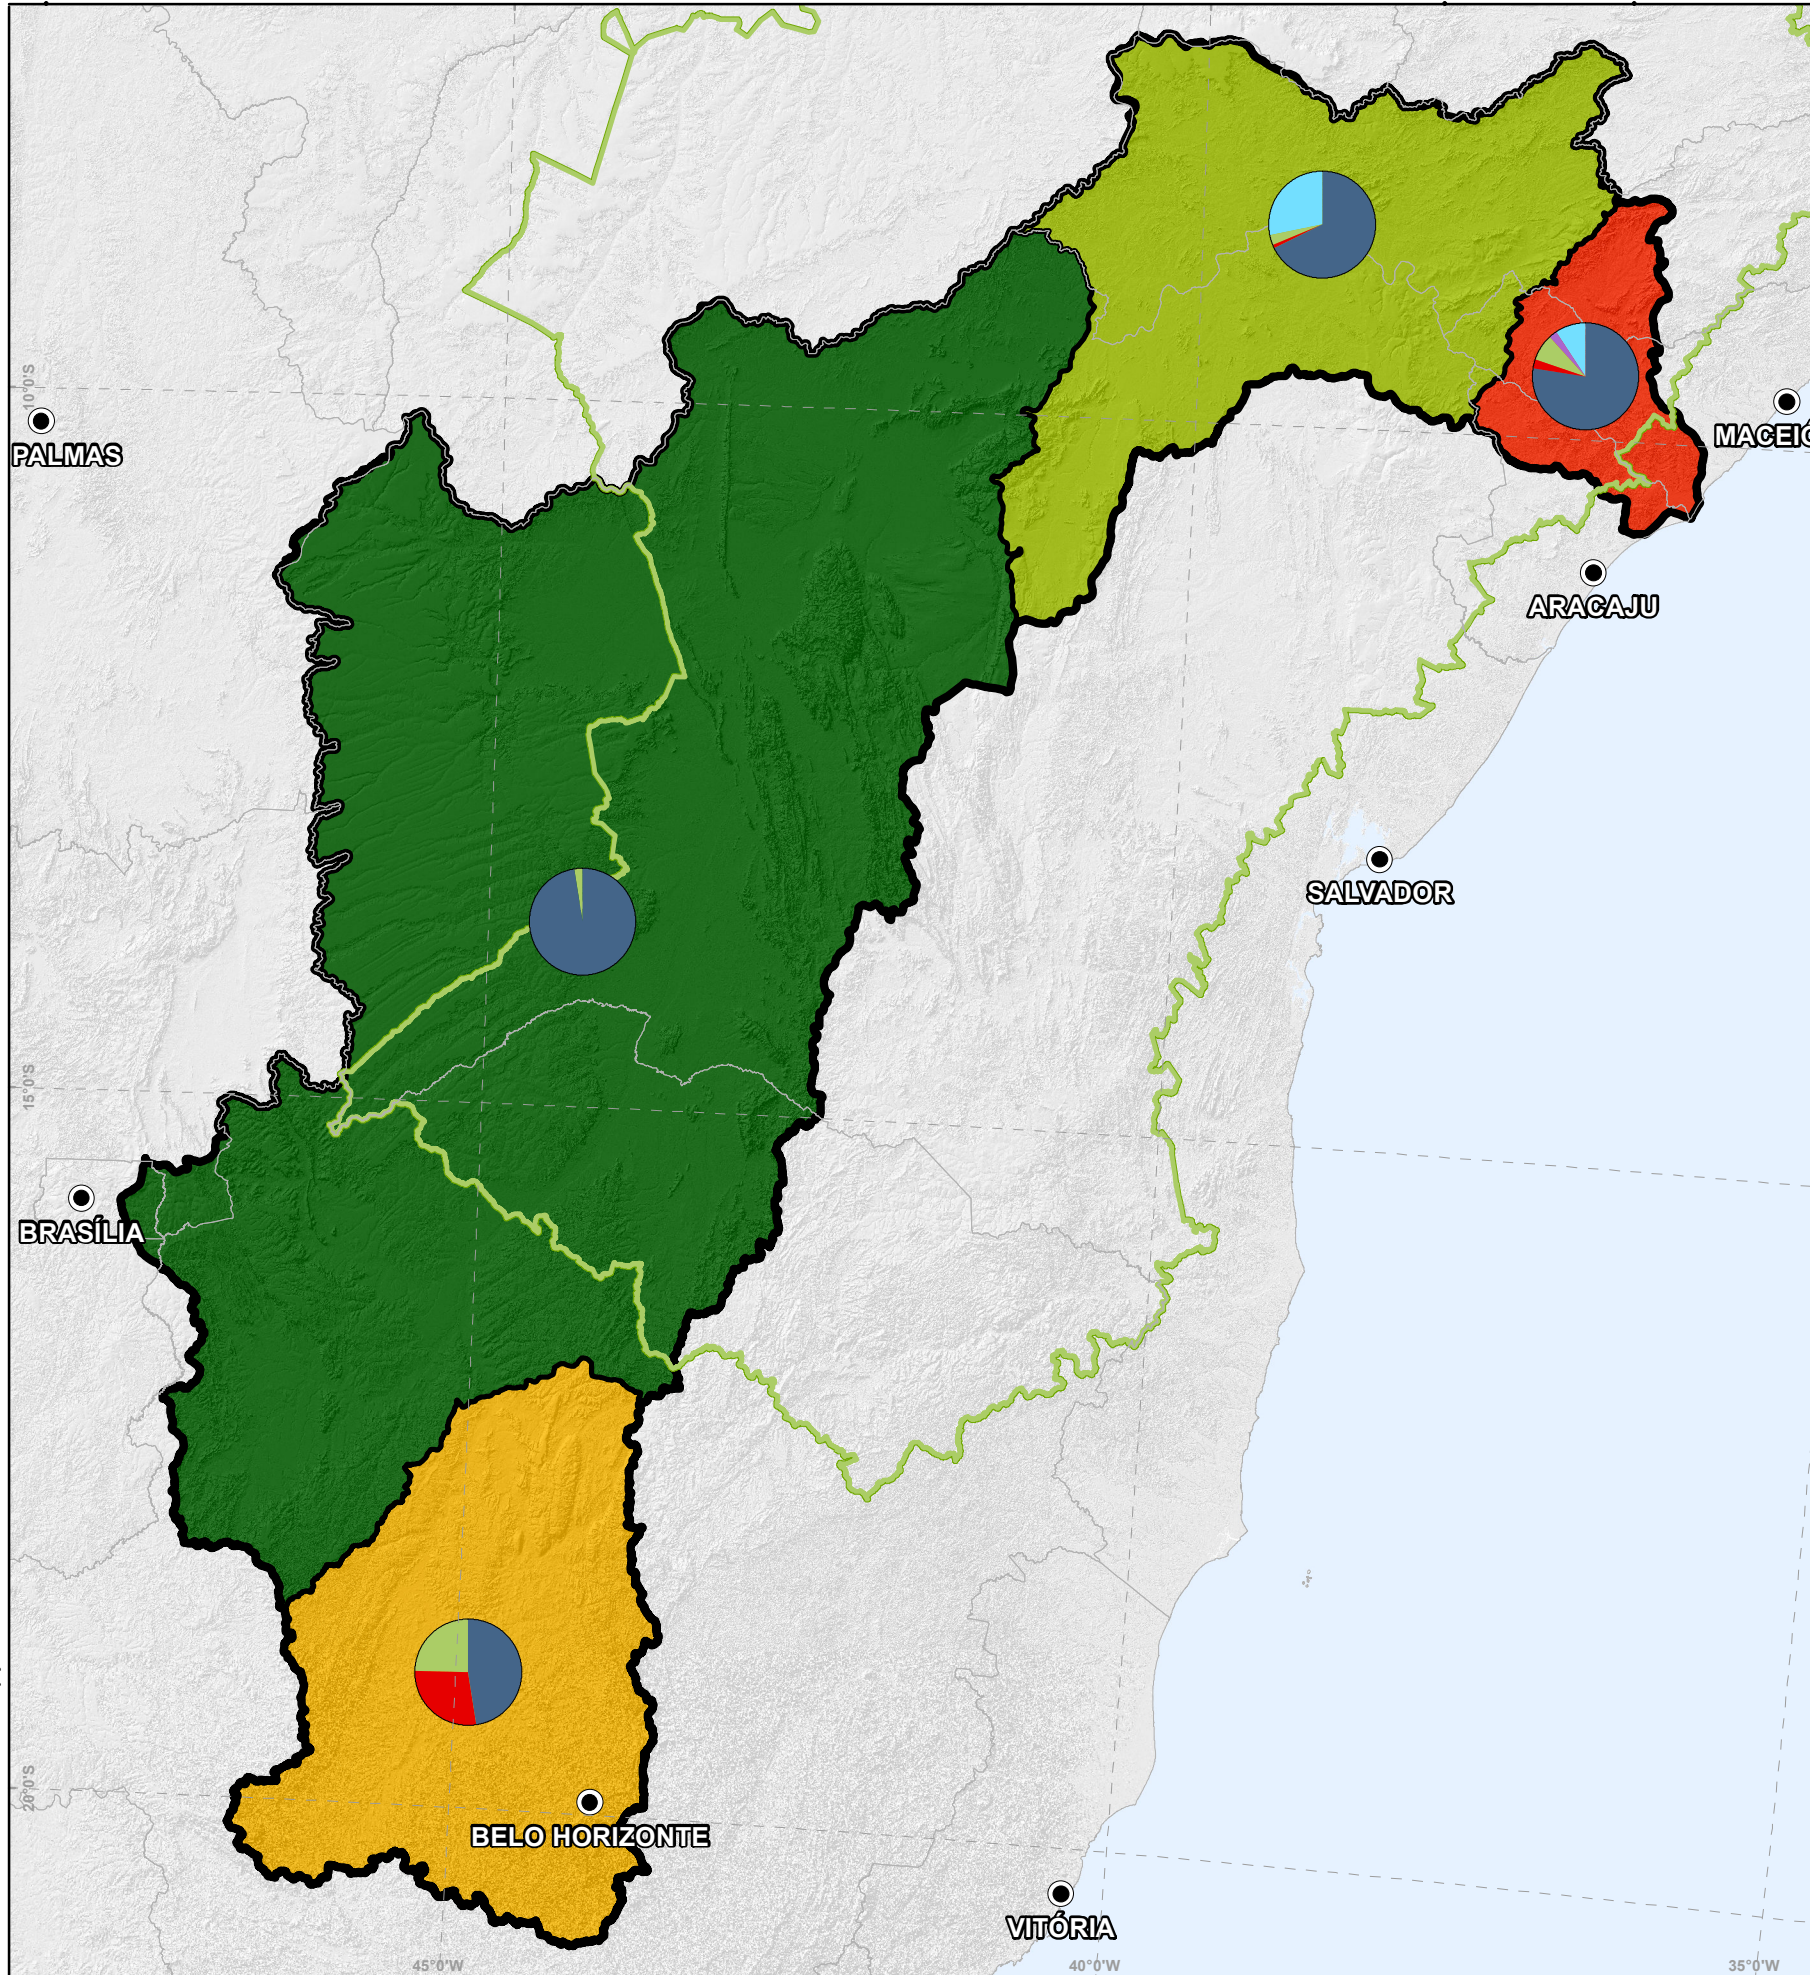 10°0'S
PALMAS
MACEIÓ
ARACAJU
SALVADOR
15°0'S
BRASÍLIA
20°0'S
BELO HORIZONTE
VITÓRIA
45°0'W
40°0'W
35°0'W